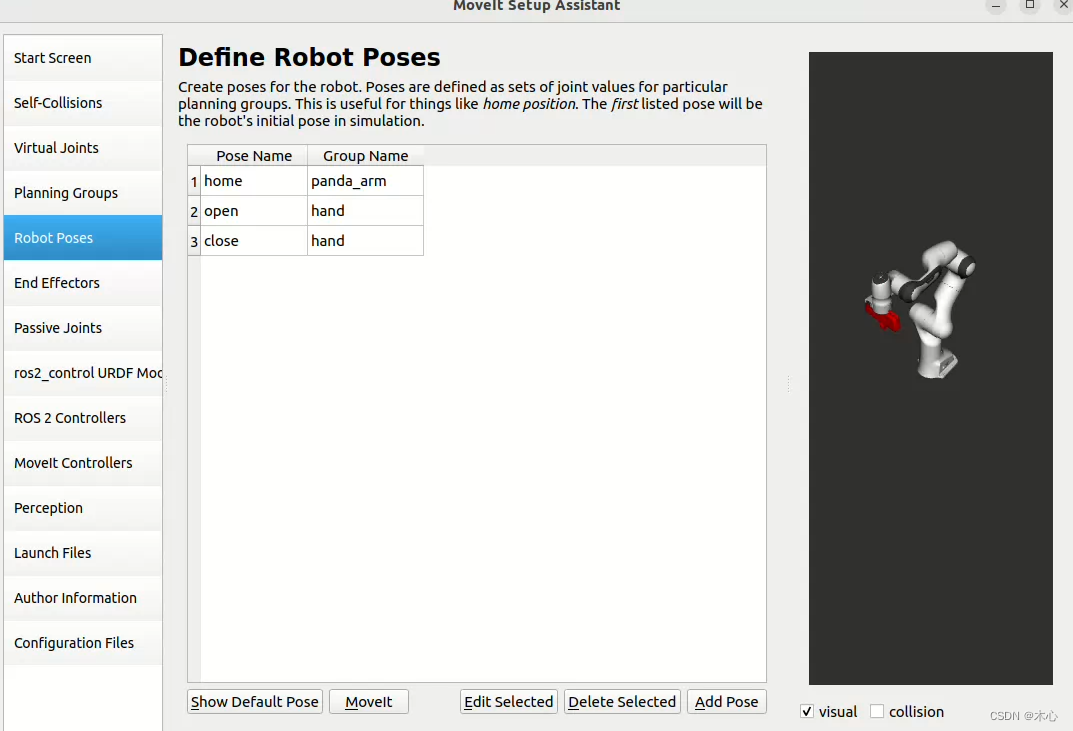 MoveIt Setup Assistant
Start Screen
Self-Collisions
Virtual Joints
Planning Groups
Robot Poses
End Effectors
Passive Joints
ros2_control URDF Moc
ROS 2 Controllers
MoveIt Controllers
Perception
Launch Files
Author Information
Configuration Files
Define Robot Poses
Create poses for the robot. Poses are defined as sets of joint values for particular
planning groups. This is useful for things like home position. The first listed pose will be
the robot's initial pose in simulation.
Pose Name Group Name
1 home panda_arm
2 open hand
3 close hand
Show Default Pose MoveIt Edit Selected Delete Selected Add Pose
visual collision
CSDN @木心